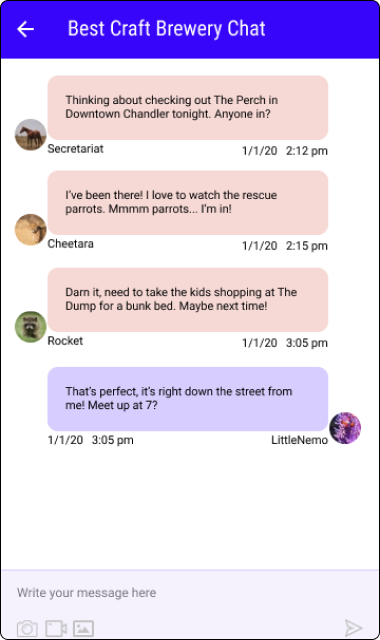 Best Craft Brewery Chat
Thinking about checking out The Perch in
Downtown Chandler tonight. Anyone in?
Secretariat 1/1/20 2:12 pm
I've been there! I love to watch the rescue
parrots. Mmmm parrots... I'm in!
Cheetara 1/1/20 2:15 pm
Darn it, need to take the kids shopping at The
Dump for a bunk bed. Maybe next time!
Rocket 1/1/20 3:05 pm
That's perfect, it's right down the street from
me! Meet up at 7?
1/1/20 3:05 pm LittleNemo
Write your message here